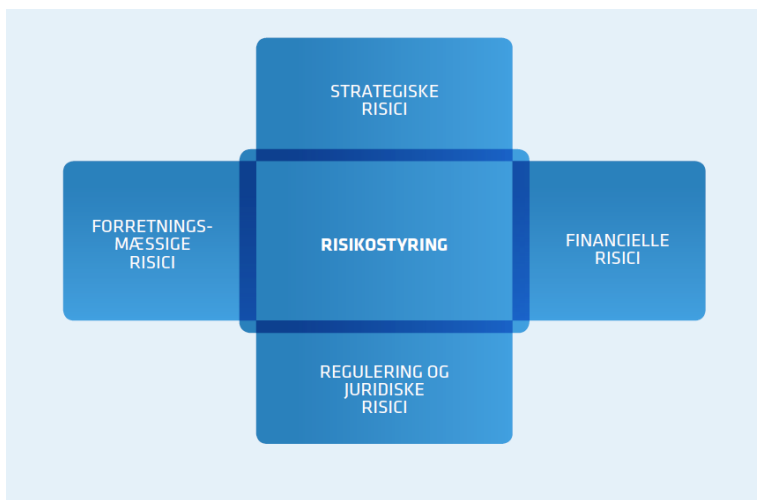 STRATEGISKE
RISICI
FORRETNINGS-
MÆSSIGE
RISICI
RISIKOSTYRING
FINANCIELLE
RISICI
REGULERING OG
JURIDISKE
RISICI